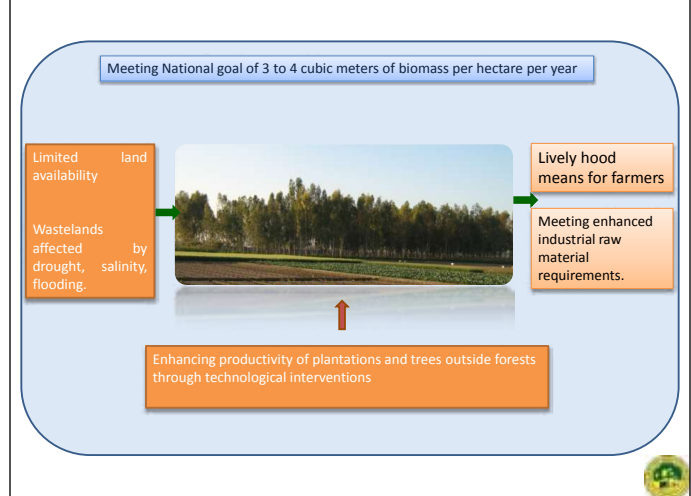 Meeting National goal of 3 to 4 cubic meters of biomass per hectare per year
Limited land
availability
Wastelands
affected by
drought, salinity,
flooding.
Lively hood
means for farmers
Meeting enhanced
industrial raw
material
requirements.
Enhancing productivity of plantations and trees outside forests
through technological interventions